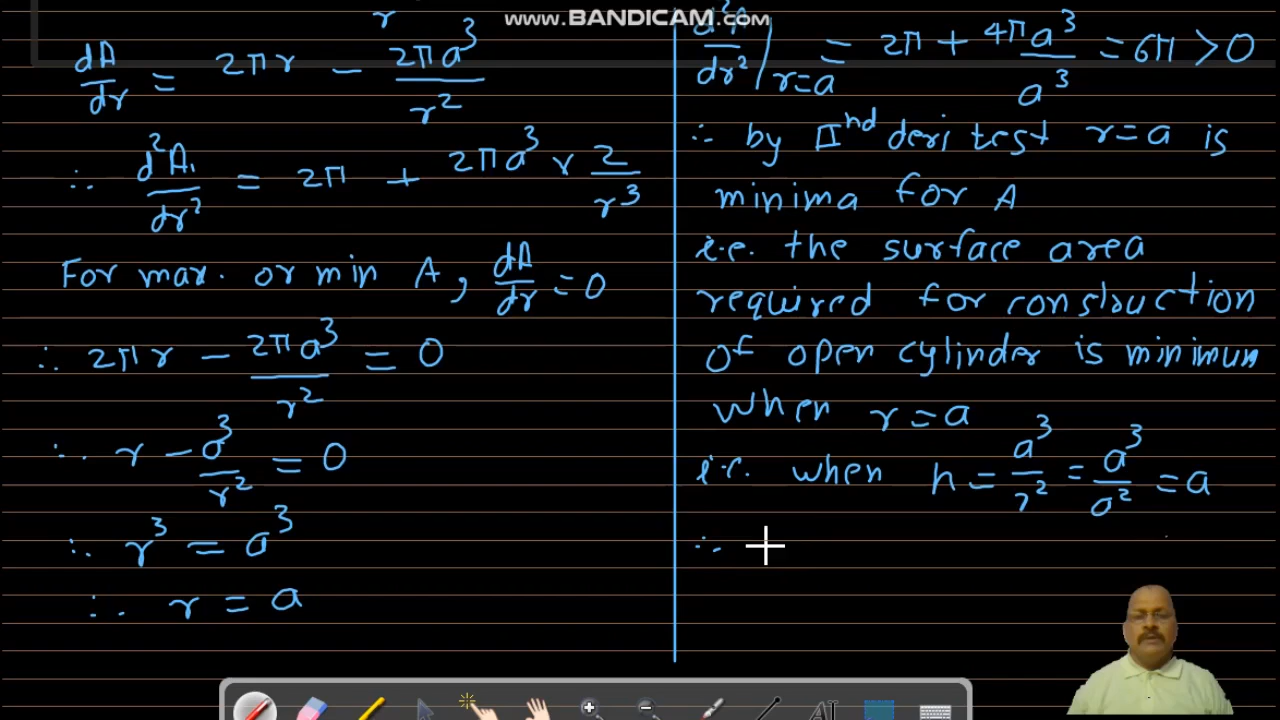 www.BANDICAM.com
r
dA/dr = 2πr - 2πa³/r²
∴ d²A/dr² = 2π + 2πa³ × 2/r³
For max. or min A, dA/dr = 0
∴ 2πr - 2πa³/r² = 0
∴ r - a³/r² = 0
∴ r³ = a³
∴ r = a
d²A/dr² | r=a = 2π + 4πa³/a³ = 6π > 0
∴ by IInd deri test r = a is
minima for A
i.e. the surface area
required for construction
of open cylinder is minimum
when r = a
i.e. when h = a³/r² = a³/a² = a
∴
AI